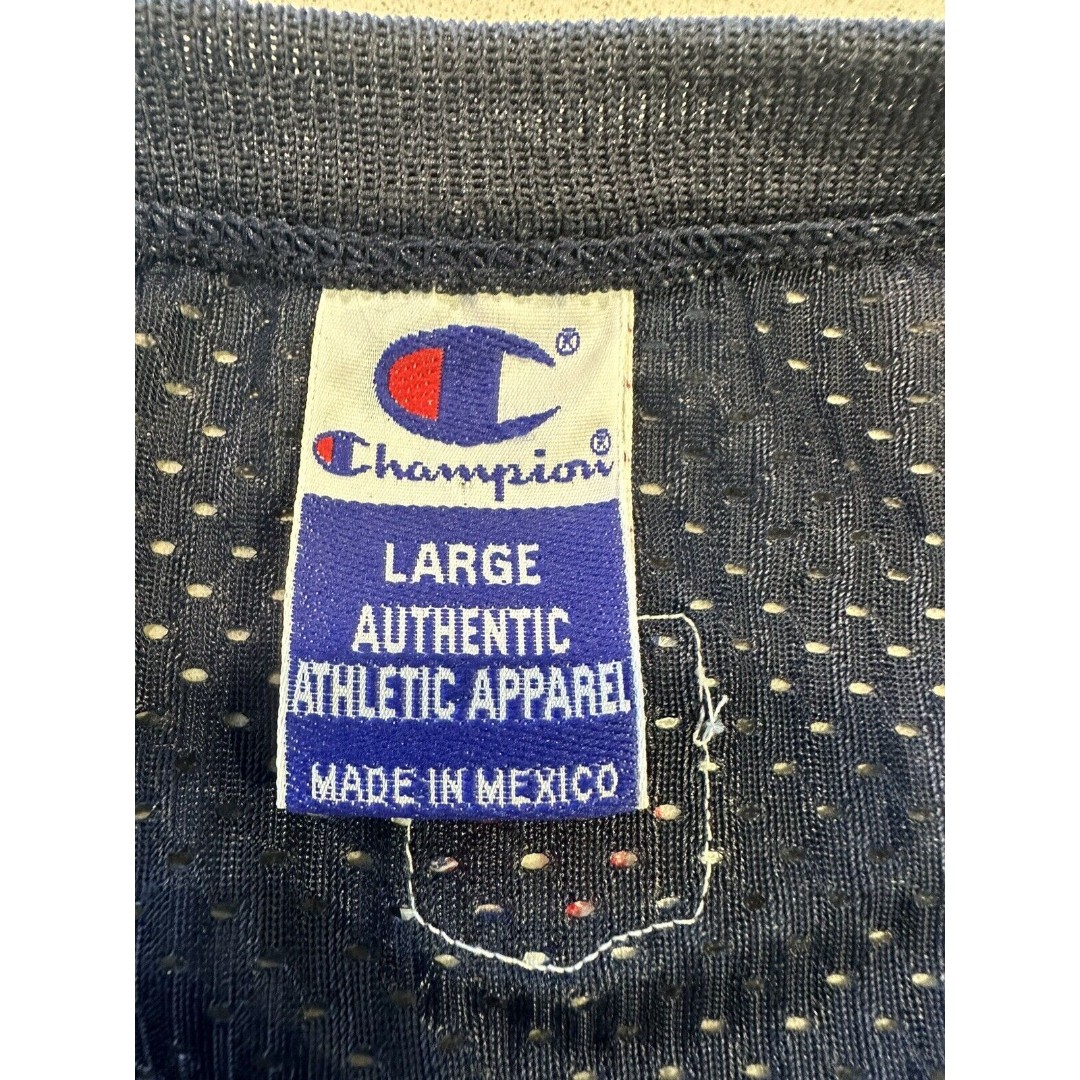 ®
Champion®
LARGE
AUTHENTIC
ATHLETIC APPAREL
MADE IN MEXICO